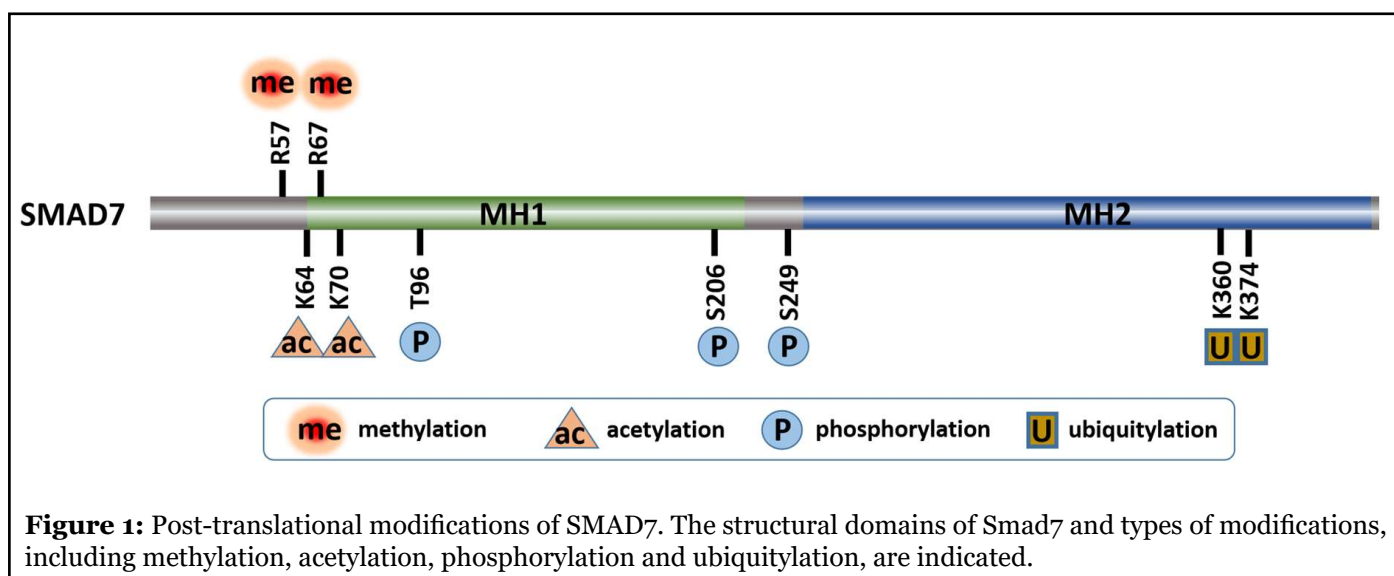 me me
R57 R67
SMAD7 MH1 MH2
K64 K70 T96 S206 S249 K360 K374
ac ac P P P U U
me methylation ac acetylation P phosphorylation U ubiquitylation
Figure 1: Post-translational modifications of SMAD7. The structural domains of Smad7 and types of modifications,
including methylation, acetylation, phosphorylation and ubiquitylation, are indicated.